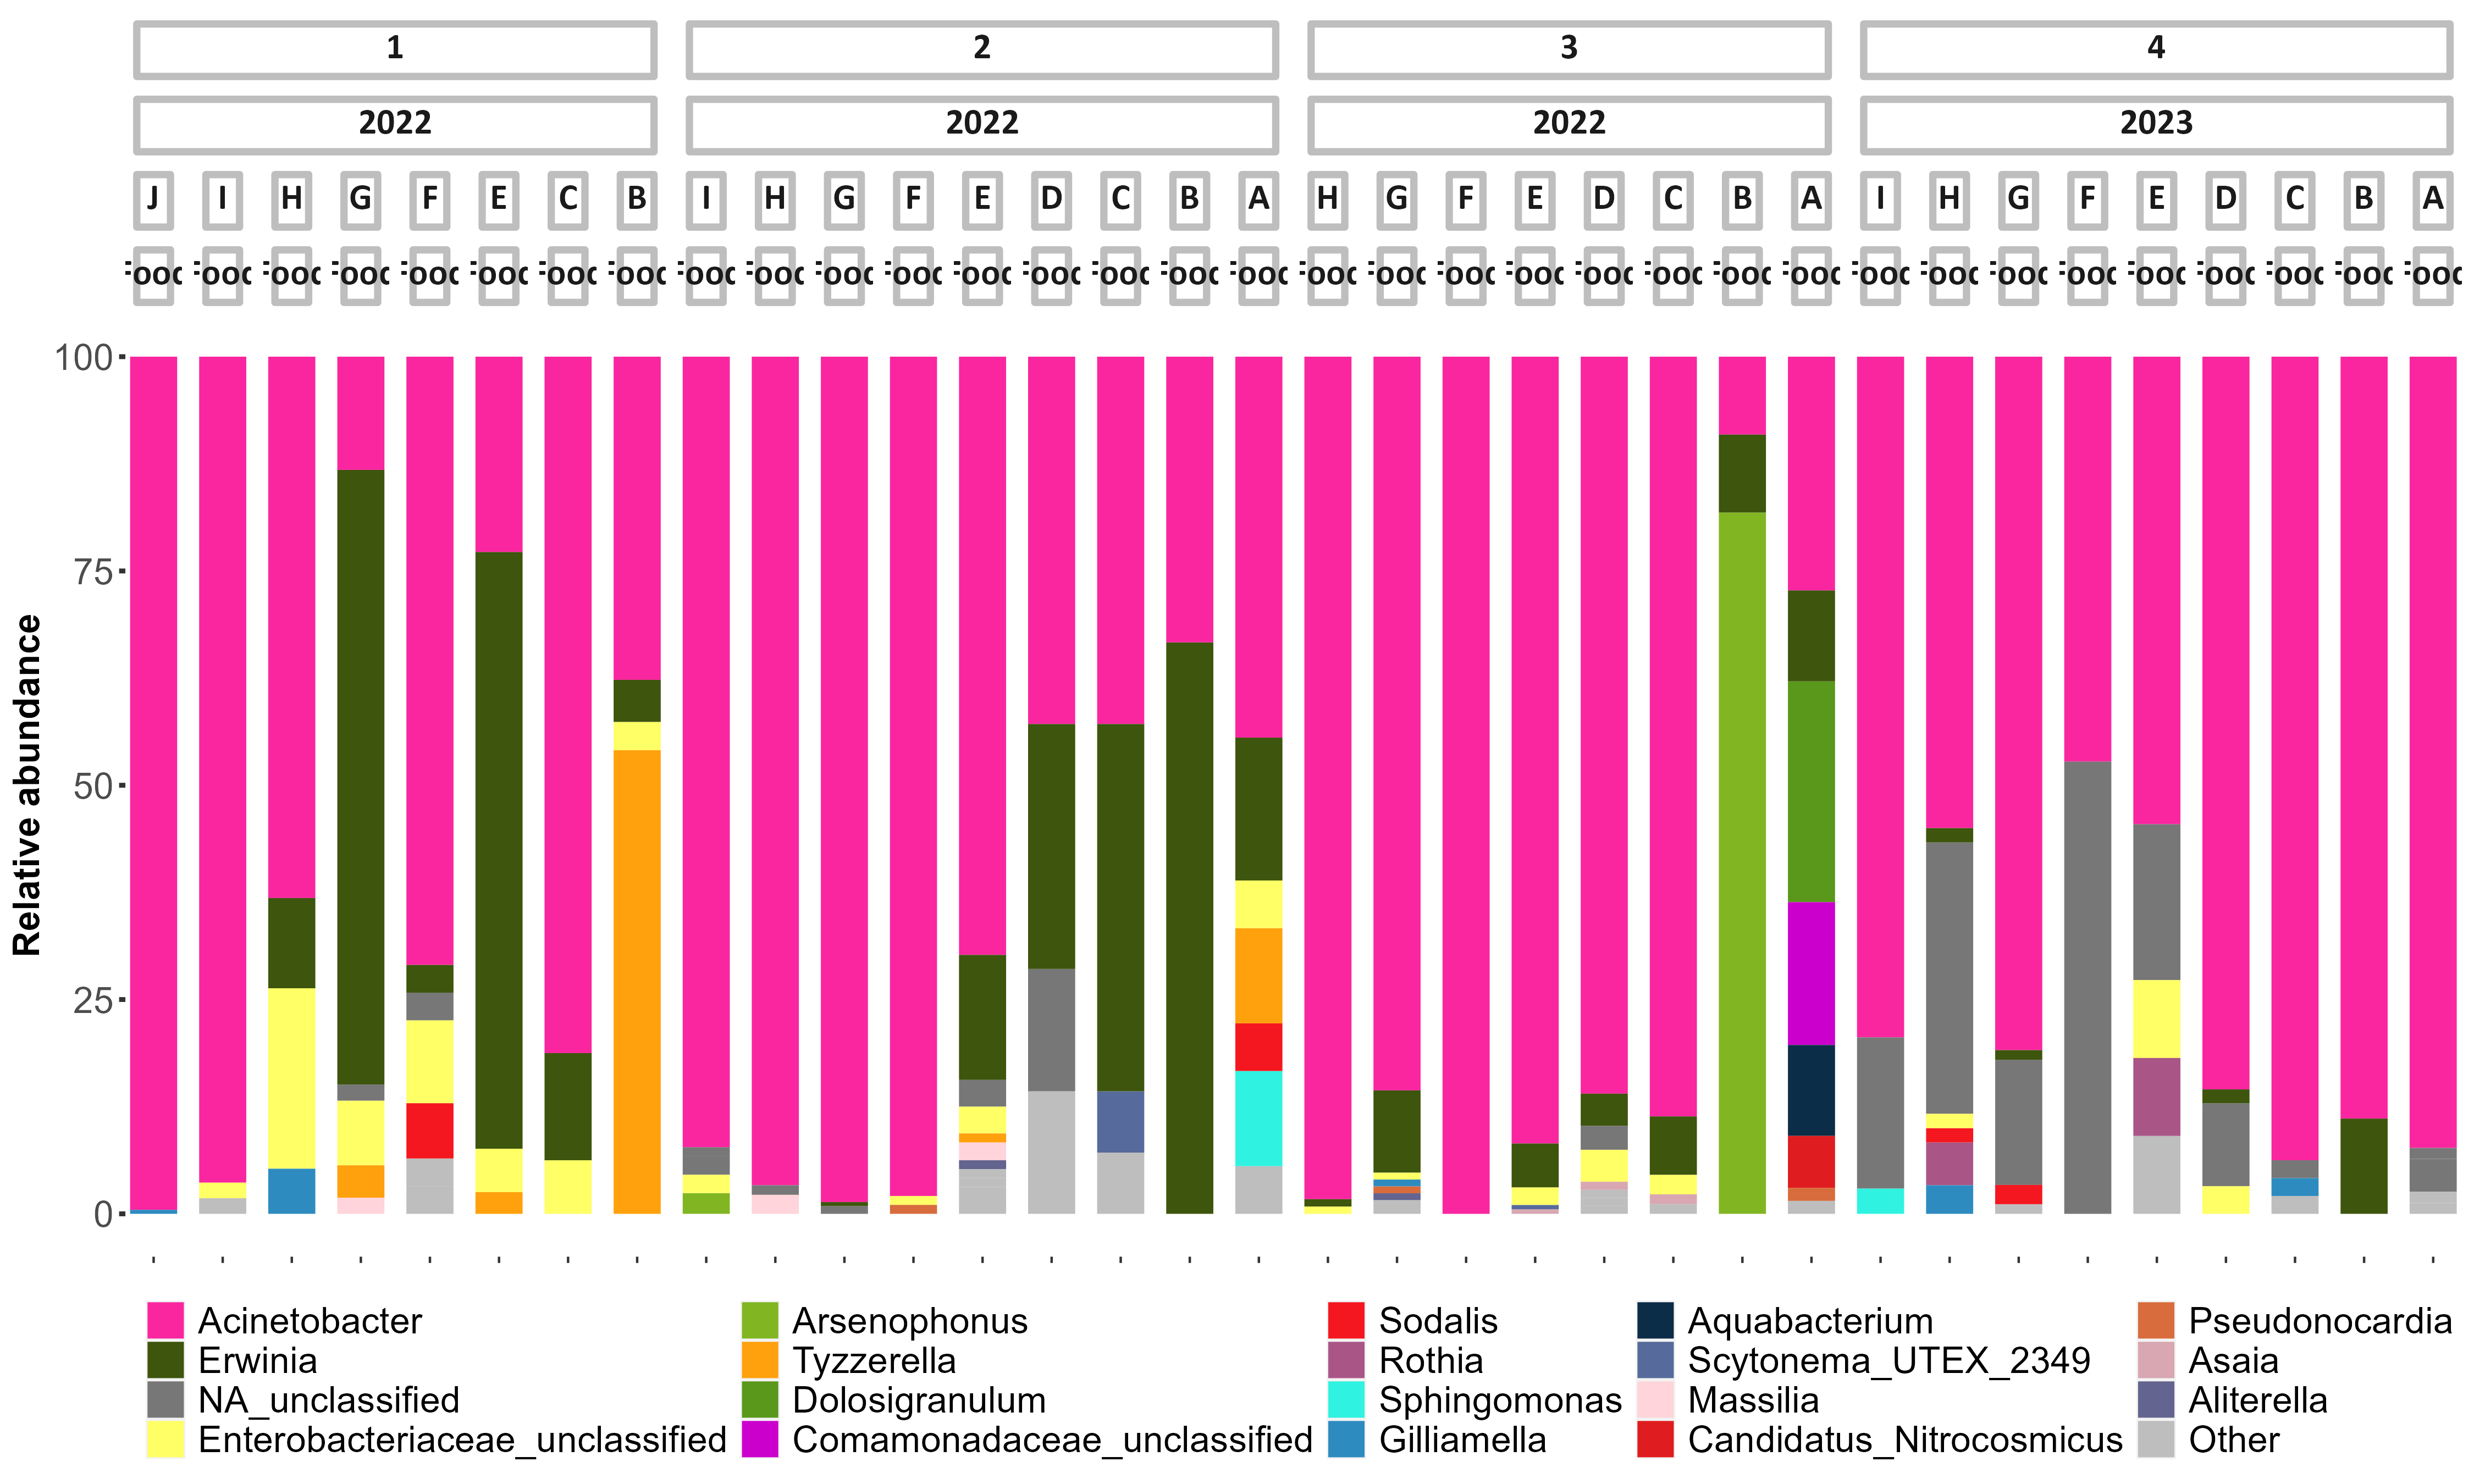 1 2 3 4
2022 2022 2022 2023
J I H G F E C B I H G F E D C B A H G F E D C B A I H G F E D C B A
100
75
50
25
0
Relative abundance
Acinetobacter Arsenophonus Sodalis Aquabacterium Pseudonocardia
Erwinia Tyzzerella Rothia Scytonema_UTEX_2349 Asaia
NA_unclassified Dolosigranulum Sphingomonas Massilia Aliterella
Enterobacteriaceae_unclassified Comamonadaceae_unclassified Gilliamella Candidatus_Nitrocosmicus Other